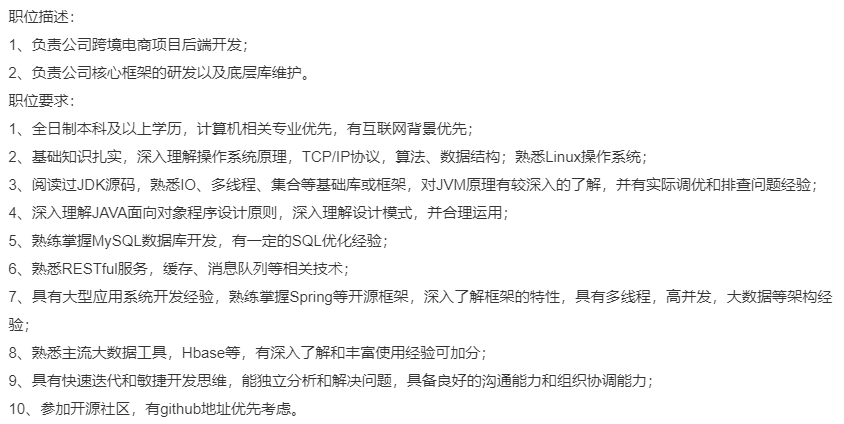 职位描述：
1、负责公司跨境电商项目后端开发；
2、负责公司核心框架的研发以及底层库维护。
职位要求：
1、全日制本科及以上学历，计算机相关专业优先，有互联网背景优先；
2、基础知识扎实，深入理解操作系统原理，TCP/IP协议，算法、数据结构；熟悉Linux操作系统；
3、阅读过JDK源码，熟悉IO、多线程、集合等基础库或框架，对JVM原理有较深入的了解，并有实际调优和排查问题经验；
4、深入理解JAVA面向对象程序设计原则，深入理解设计模式，并合理运用；
5、熟练掌握MySQL数据库开发，有一定的SQL优化经验；
6、熟悉RESTful服务，缓存、消息队列等相关技术；
7、具有大型应用系统开发经验，熟练掌握Spring等开源框架，深入了解框架的特性，具有多线程，高并发，大数据等架构经
验；
8、熟悉主流大数据工具，Hbase等，有深入了解和丰富使用经验可加分；
9、具有快速迭代和敏捷开发思维，能独立分析和解决问题，具备良好的沟通能力和组织协调能力；
10、参加开源社区，有github地址优先考虑。